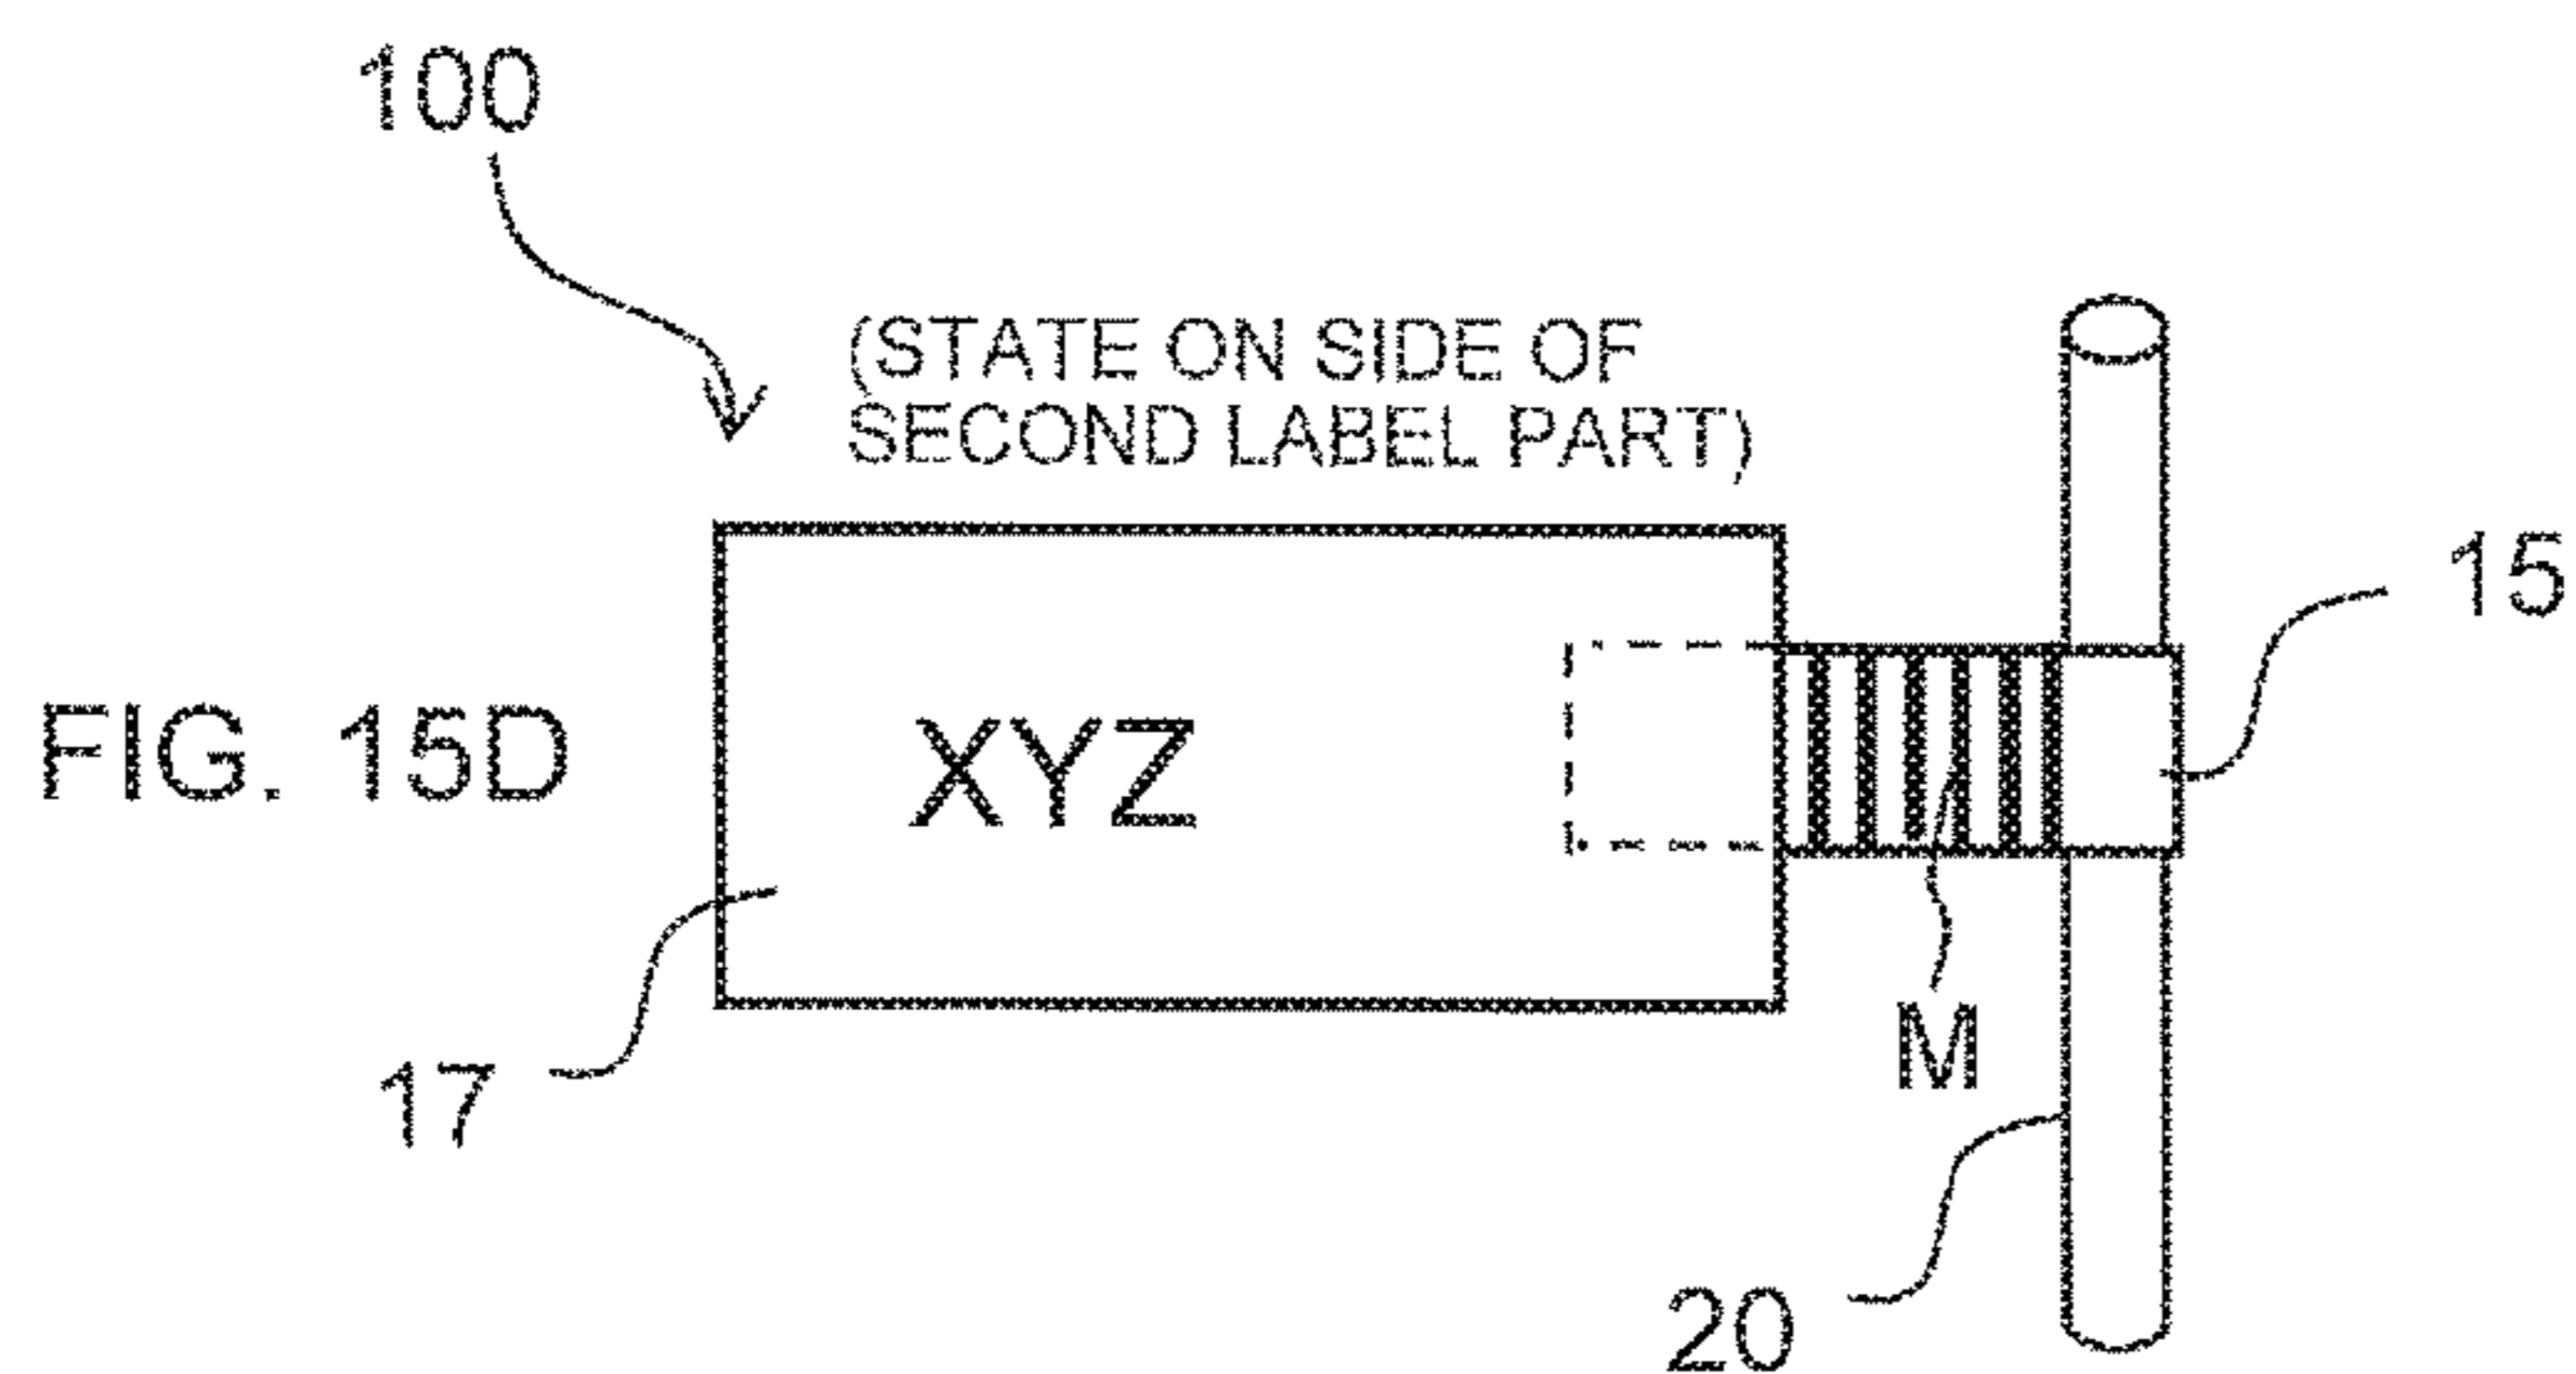 100
(STATE ON SIDE OF
SECOND LABEL PART)
15
FIG. 15D
XYZ
M
17
20